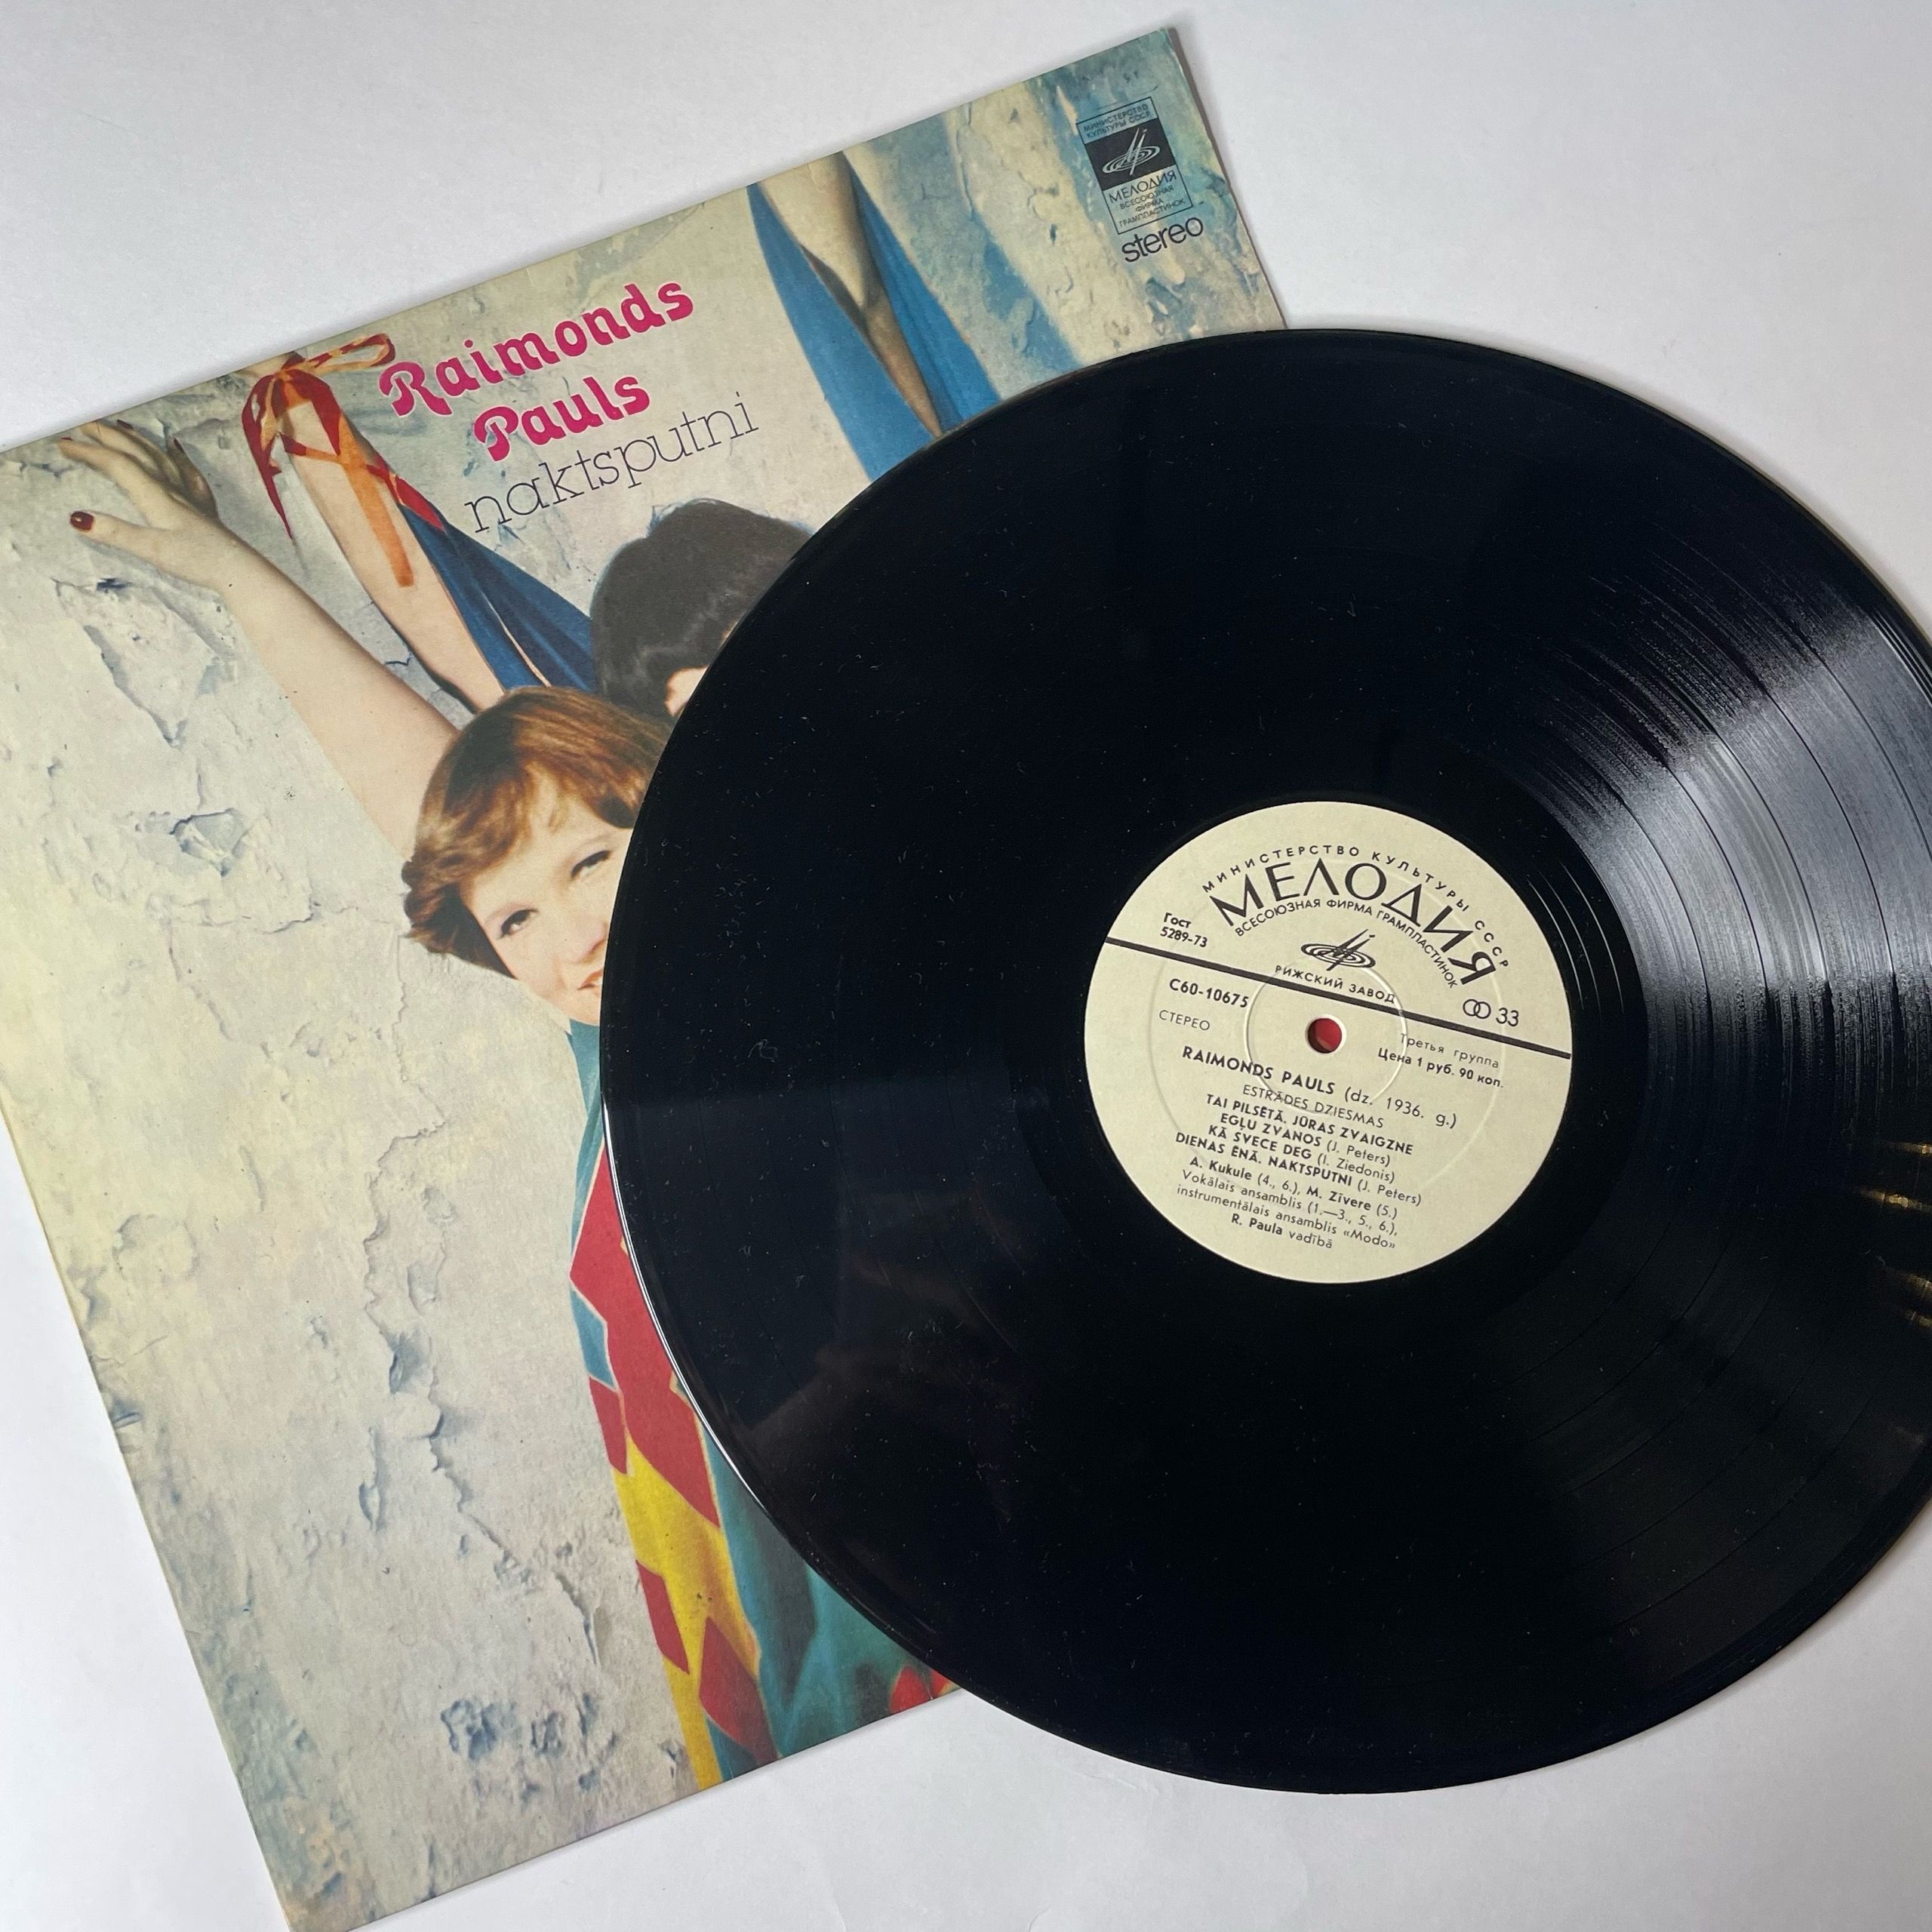 МИНИСТЕРСТВО
КУЛЬТУРЫ СССР
МЕЛОДИЯ
ВСЕСОЮЗНАЯ
ФИРМА
ГРАМПЛАСТИНОК
stereo
Raimonds
Pauls
naktsputni
МИНИСТЕРСТВО КУЛЬТУРЫ СССР
МЕЛОДИЯ
ВСЕСОЮЗНАЯ ФИРМА ГРАМПЛАСТИНОК
Гост
5289-73
РИЖСКИЙ ЗАВОД
33
С60-10675
СТЕРЕО
Третья группа
Цена 1 руб. 90 коп.
RAIMONDS PAULS (dz. 1936. g.)
ESTRĀDES DZIESMAS
TAI PILSĒTĀ. JŪRAS ZVAIGZNE
EGĻU ZVANOS (J. Peters)
KĀ SVECE DEG (I. Ziedonis)
DIENAS ĒNĀ. NAKTSPUTNI (J. Peters)
A. Kukule (4., 6.), M. Zīvere (5.)
Vokālais ansamblis (1.—3., 5., 6.),
instrumentālais ansamblis «Modo»
R. Paula vadībā